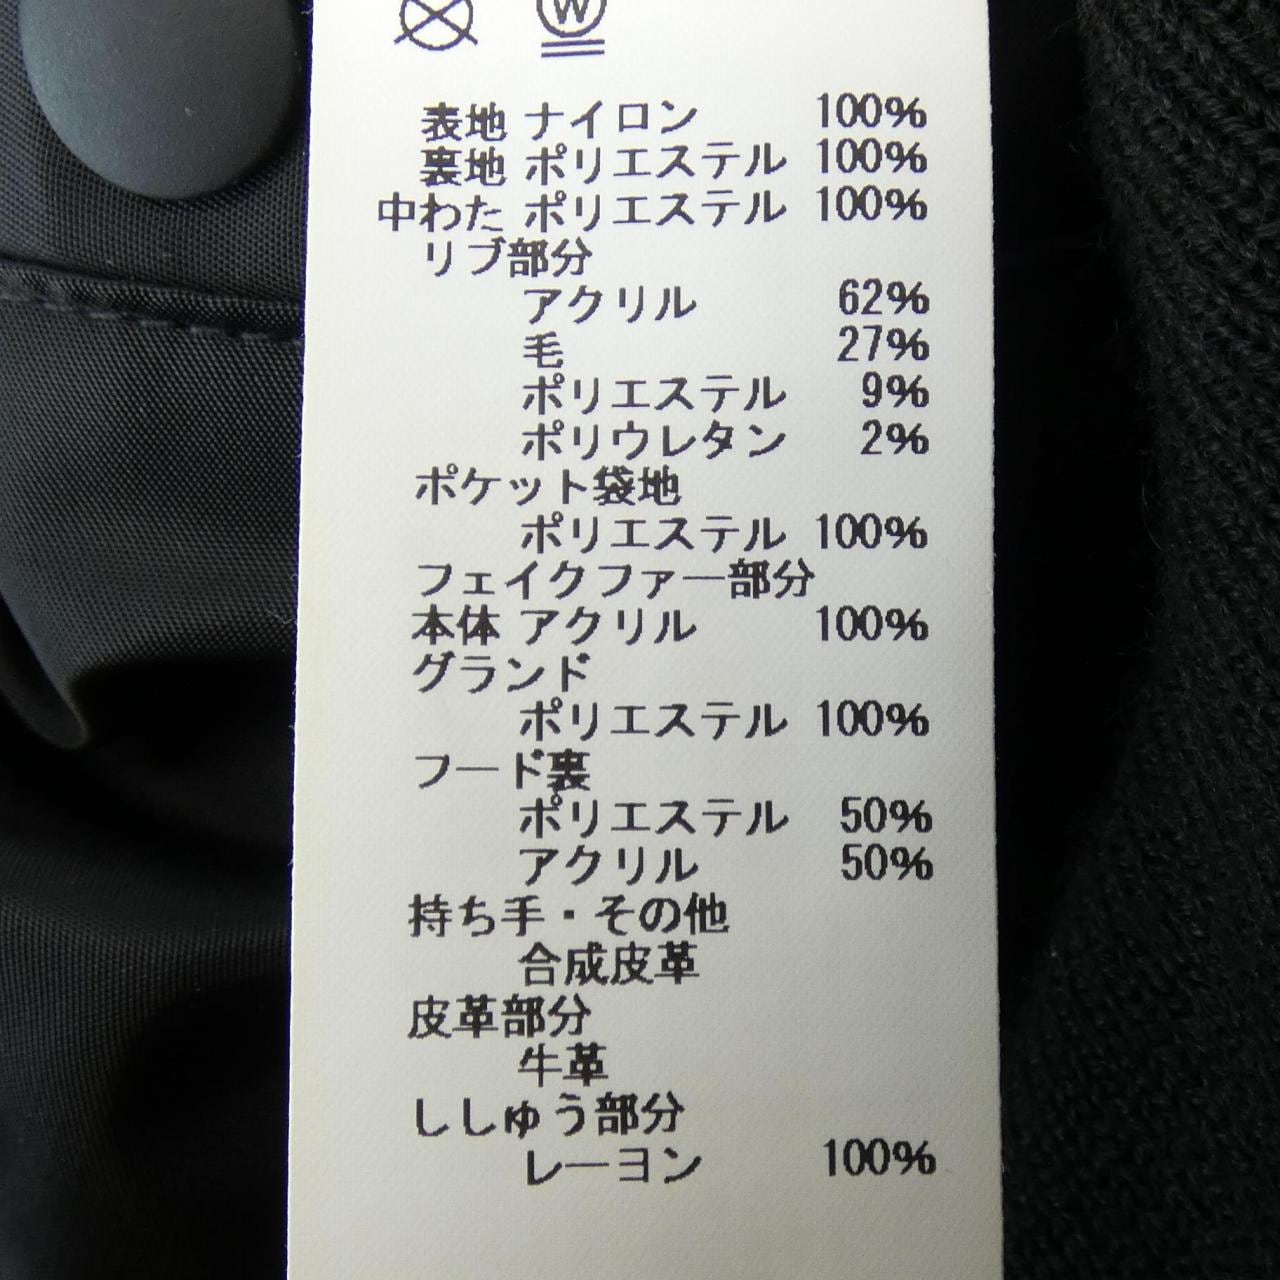 W
表地 ナイロン 100%
裏地 ポリエステル 100%
中わた ポリエステル 100%
リブ部分
アクリル 62%
毛 27%
ポリエステル 9%
ポリウレタン 2%
ポケット袋地
ポリエステル 100%
フェイクファー部分
本体 アクリル 100%
グランド
ポリエステル 100%
フード裏
ポリエステル 50%
アクリル 50%
持ち手・その他
合成皮革
皮革部分
牛革
ししゅう部分
レーヨン 100%